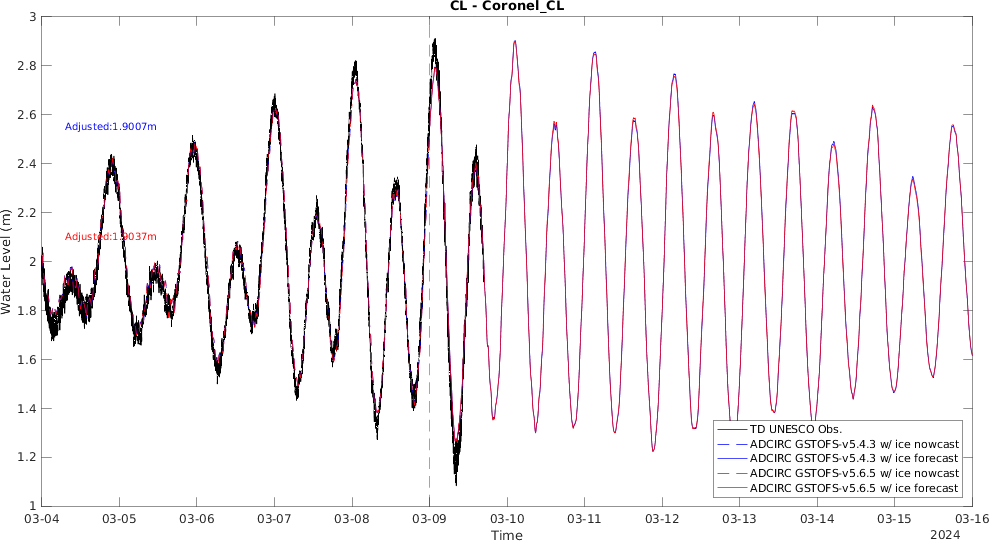 CL - Coronel_CL
3
2.8
2.6
2.4
2.2
2
1.8
1.6
1.4
1.2
1
Water Level (m)
Adjusted:1.9007m
Adjusted:1.9037m
TD UNESCO Obs.
ADCIRC GSTOFS-v5.4.3 w/ ice nowcast
ADCIRC GSTOFS-v5.4.3 w/ ice forecast
ADCIRC GSTOFS-v5.6.5 w/ ice nowcast
ADCIRC GSTOFS-v5.6.5 w/ ice forecast
03-04 03-05 03-06 03-07 03-08 03-09 03-10 03-11 03-12 03-13 03-14 03-15 03-16
Time
2024